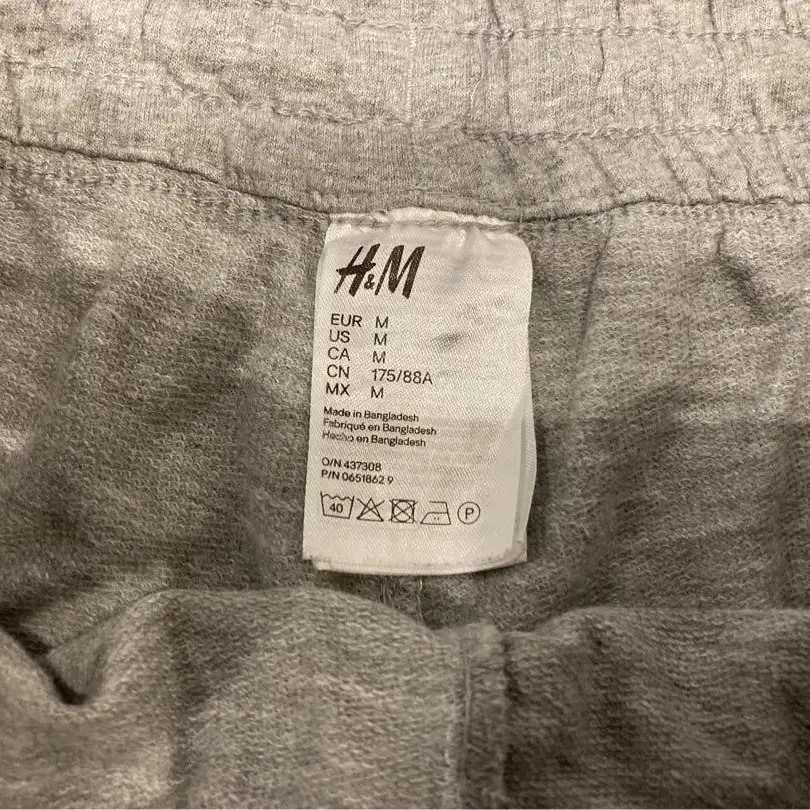 H&M
EUR M
US M
CA M
CN 175/88A
MX M
Made in Bangladesh
Fabriqué en Bangladesh
Hecho en Bangladesh
O/N 437308
P/N 0651862 9
40 P